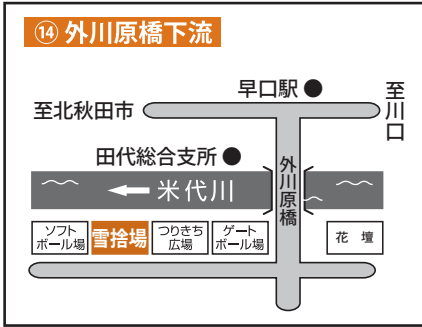 ⑭ 外川原橋下流
早口駅 ●
至川口
至北秋田市
田代総合支所 ●
外川原橋
米代川
ソフト
ボール場
雪捨場
つりきち
広場
ゲート
ボール場
花壇